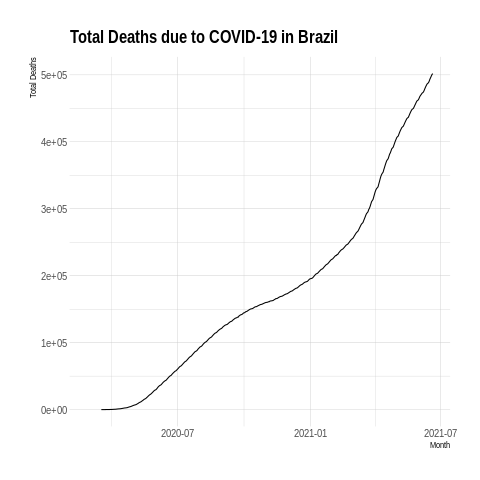 Total Deaths due to COVID-19 in Brazil
Total Deaths
5e+05
4e+05
3e+05
2e+05
1e+05
0e+00
2020-07
2021-01
2021-07
Month